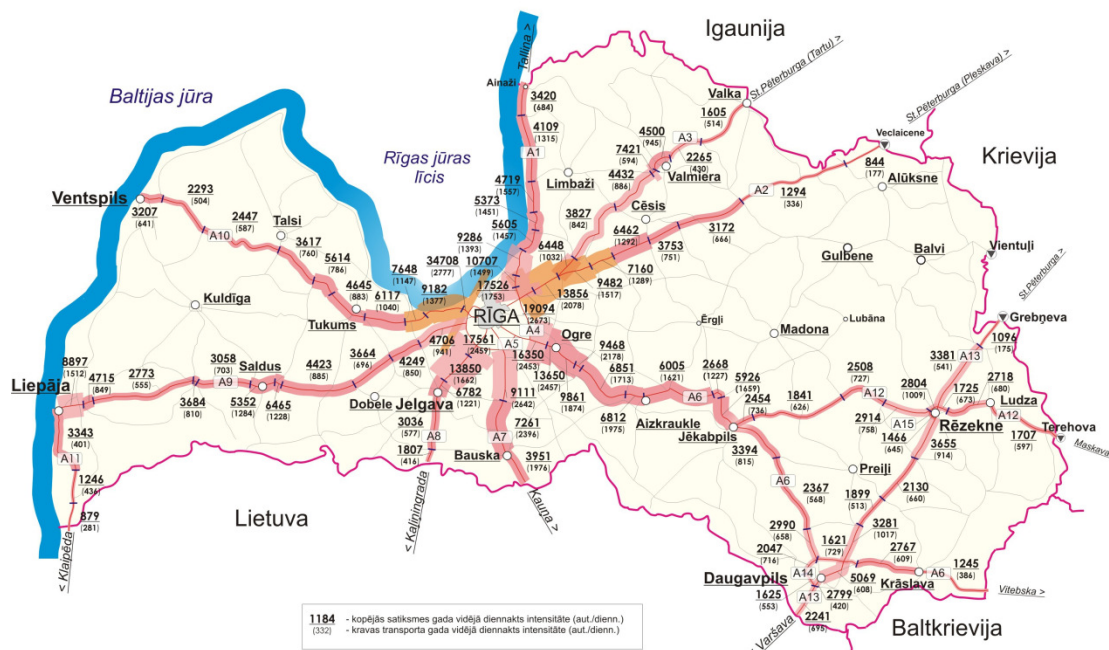 Igaunija
Tallina >
St.Pēterburga (Tartu) >
St.Pēterburga (Pleskava) >
Ainaži
3420
(684)
Valka
1605
(514)
Baltijas jūra
4109
(1315)
4500
(945)
A3
7421
(594)
Veclaicene
A1
2265
(430)
844
(177)
Krievija
Rīgas jūras
līcis
4432
(886)
Valmiera
Limbaži
A2
1294
(336)
Alūksne
4719
(1557)
Ventspils
2293
(504)
5373
(1451)
3827
(842)
Cēsis
3207
(641)
2447
(587)
Talsi
5605
(1457)
6462
(1292)
3172
(666)
A10
3617
(760)
9286
(1393)
6448
(1032)
3753
(751)
Gulbene
Balvi
Vientuļi
5614
(786)
34708
(2777)
10707
(1499)
7648
(1147)
7160
(1289)
St.Pēterburga >
4645
(883)
9182
(1377)
17526
(1753)
9482
(1517)
Kuldīga
6117
(1040)
13856
(2078)
Tukums
RĪGA
19094
(2673)
Ērgļi
Lubāna
Grebņeva
A4
Madona
1096
(175)
Ogre
4706
(941)
17561
(2459)
A5
9468
(2178)
A13
3381
(541)
3058
(703)
Saldus
3664
(696)
16350
(2453)
8897
(1512)
4715
(849)
2773
(555)
4423
(885)
4249
(850)
13850
(1662)
13650
(2457)
6851
(1713)
6005
(1621)
2668
(1227)
2508
(727)
2718
(680)
Liepāja
A9
5926
(1659)
2804
(1009)
1725
(673)
3684
(810)
5352
(1284)
6465
(1228)
Dobele
Jelgava
6782
(1221)
9111
(2642)
9861
(1874)
A6
2454
(736)
1841
(626)
A12
Ludza
2914
(758)
A15
Rēzekne
A12
Terehova
3343
(401)
3036
(577)
7261
(2396)
6812
(1975)
Aizkraukle
Jēkabpils
1707
(597)
Maskava
A11
A8
A7
1466
(645)
3655
(914)
1807
(416)
Bauska
3951
(1976)
3394
(815)
Preiļi
1246
(436)
A6
2367
(568)
1899
(513)
2130
(660)
879
(281)
Lietuva
< Kaliņingrada
Kauņa >
2990
(658)
1621
(729)
3281
(1017)
< Klaipēda
2047
(716)
2767
(609)
1245
(386)
Daugavpils
A14
A6
5069
(608)
Krāslava
1625
(553)
A13
2799
(420)
Vitebska >
2241
(695)
Varšava
Baltkrievija
1184 - kopējās satiksmes gada vidējā diennakts intensitāte (aut./dienn.)
(332) - kravas transporta gada vidējā diennakts intensitāte (aut./dienn.)